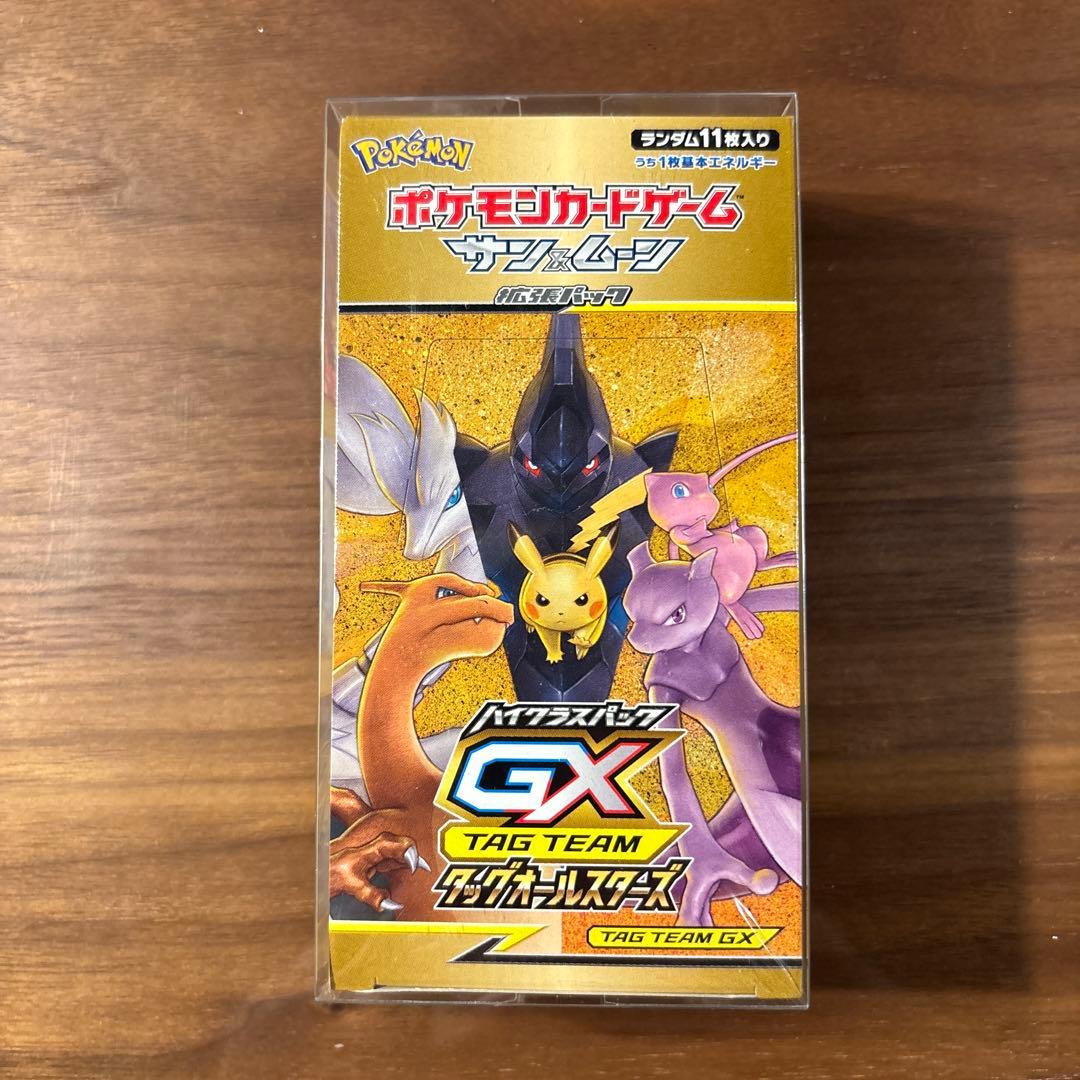 POKéMON
ランダム11枚入り
うち1枚基本エネルギー
ポケモンカードゲーム™
サン&ムーン
拡張パック
ハイクラスパック
GX
TAG TEAM
タッグオールスターズ
TAG TEAM GX